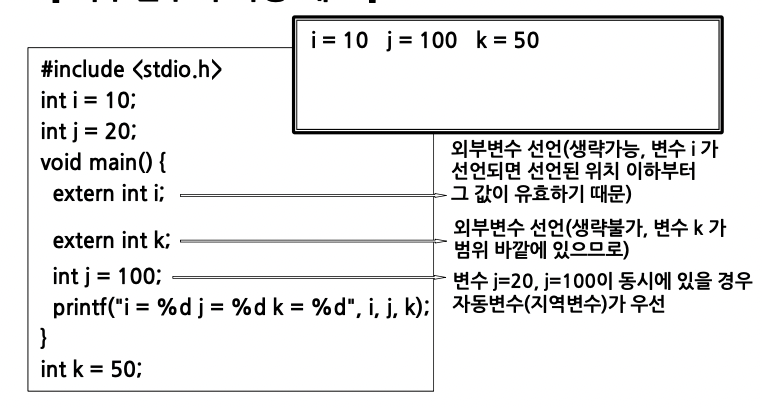 i = 10 j = 100 k = 50
#include <stdio.h>
int i = 10;
int j = 20;
void main() {
extern int i;
외부변수 선언(생략가능, 변수 i 가
선언되면 선언된 위치 이하부터
그 값이 유효하기 때문)
extern int k;
외부변수 선언(생략불가, 변수 k 가
범위 바깥에 있으므로)
int j = 100;
변수 j=20, j=100이 동시에 있을 경우
자동변수(지역변수)가 우선
printf("i = %d j = %d k = %d", i, j, k);
}
int k = 50;